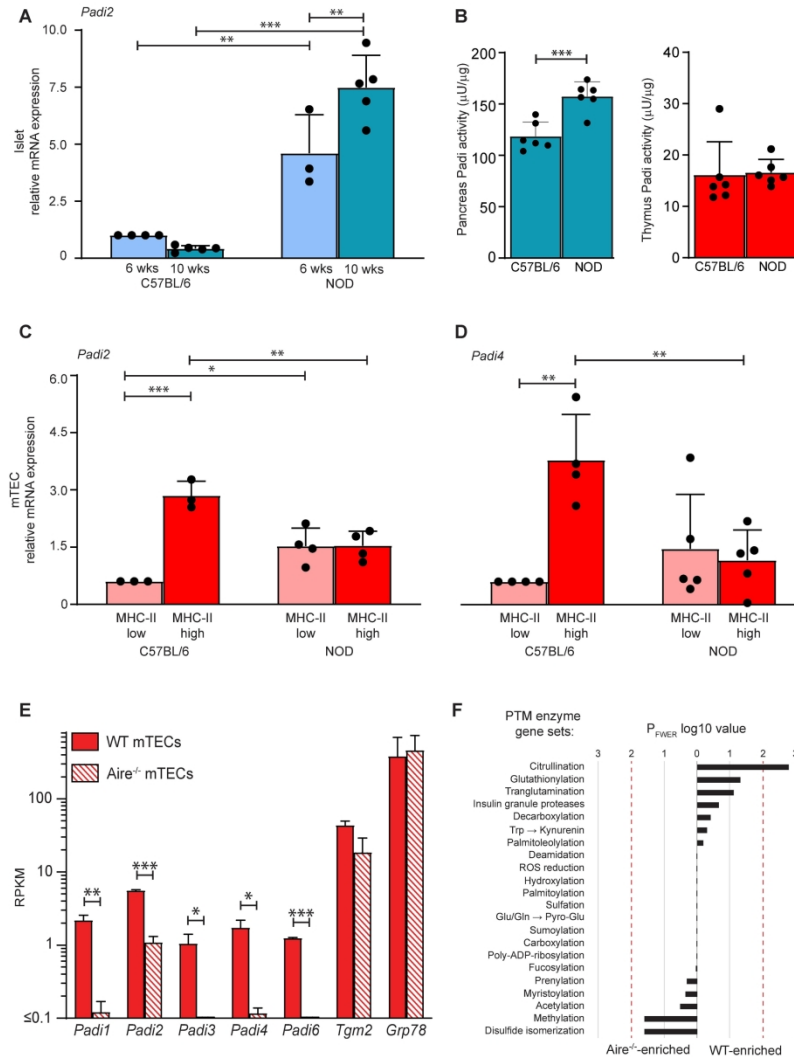 A
Padi2
**
***
**
Islet
relative mRNA expression
10.0
7.5
5.0
2.5
0
6 wks 10 wks
C57BL/6
6 wks 10 wks
NOD
B
***
Pancreas Padi activity (µU/µg)
200
150
100
50
0
C57BL/6 NOD
Thymus Padi activity (µU/µg)
40
30
20
10
0
C57BL/6 NOD
C
Padi2
**
*
***
mTEC
relative mRNA expression
6.0
4.5
3.0
1.5
0
MHC-II low
MHC-II high
C57BL/6
MHC-II low
MHC-II high
NOD
D
Padi4
**
**
MHC-II low
MHC-II high
C57BL/6
MHC-II low
MHC-II high
NOD
E
WT mTECs
Aire-/- mTECs
RPKM
100
10
1
≤0.1
**
***
*
*
***
Padi1 Padi2 Padi3 Padi4 Padi6 Tgm2 Grp78
F
PTM enzyme
gene sets:
PFWER log10 value
3 2 1 0 1 2 3
Citrullination
Glutathionylation
Tranglutamination
Insulin granule proteases
Decarboxylation
Trp → Kynurenin
Palmitoleolylation
Deamidation
ROS reduction
Hydroxylation
Palmitoylation
Sulfation
Glu/Gln → Pyro-Glu
Sumoylation
Carboxylation
Poly-ADP-ribosylation
Fucosylation
Prenylation
Myristoylation
Acetylation
Methylation
Disulfide isomerization
Aire-/--enriched WT-enriched